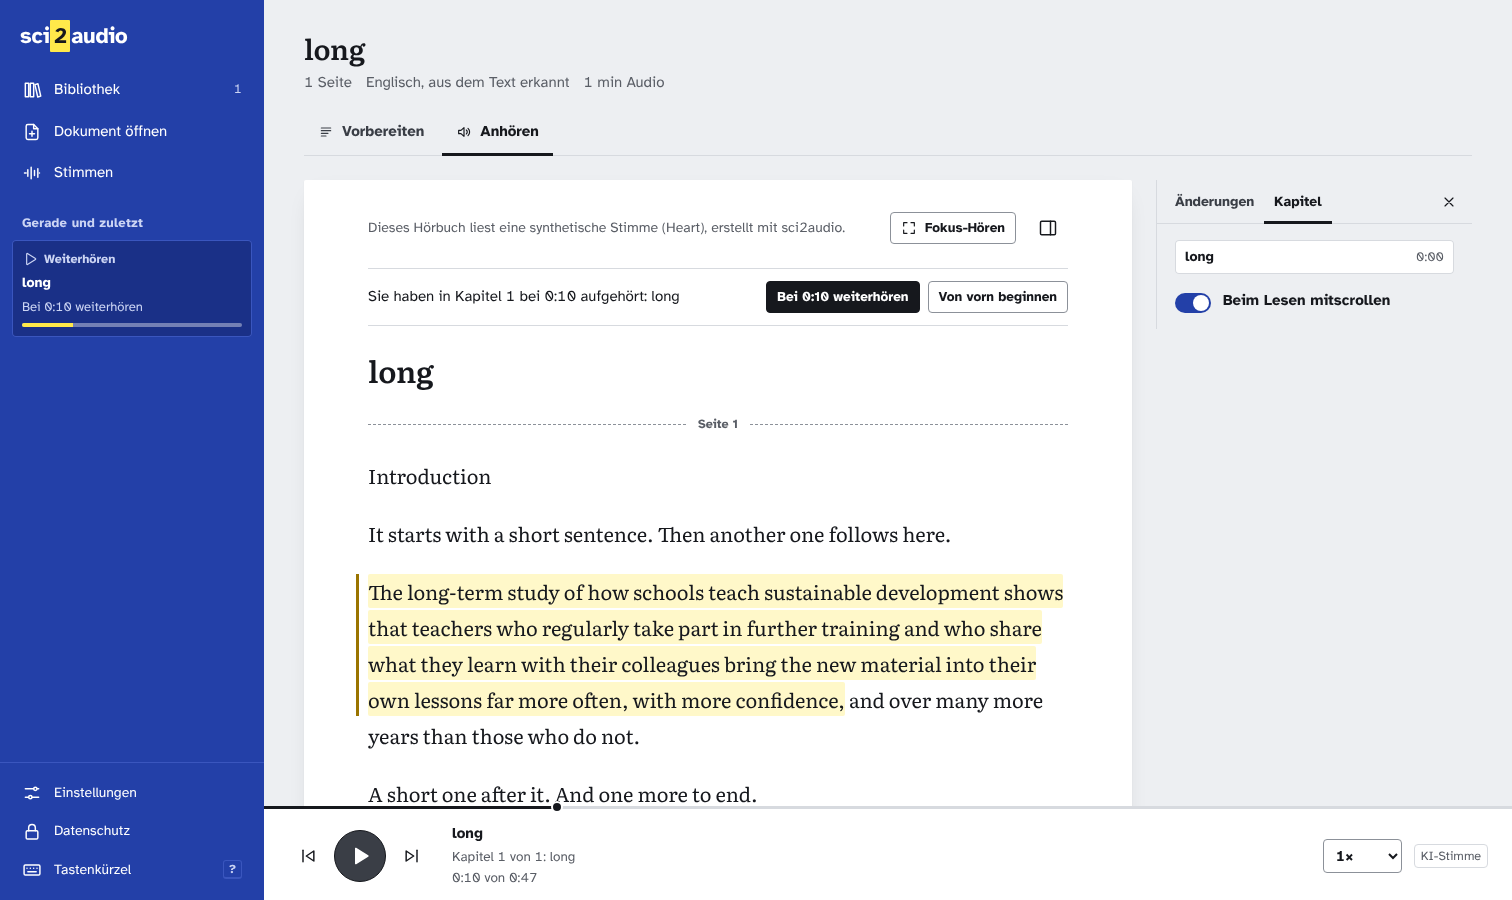 sci2audio
Bibliothek 1
Dokument öffnen
Stimmen
Gerade und zuletzt
Weiterhören
long
Bei 0:10 weiterhören
Einstellungen
Datenschutz
Tastenkürzel ?
long
1 Seite Englisch, aus dem Text erkannt 1 min Audio
Vorbereiten Anhören
Dieses Hörbuch liest eine synthetische Stimme (Heart), erstellt mit sci2audio. Fokus-Hören
Sie haben in Kapitel 1 bei 0:10 aufgehört: long Bei 0:10 weiterhören Von vorn beginnen
long
Seite 1
Introduction
It starts with a short sentence. Then another one follows here.
The long-term study of how schools teach sustainable development shows
that teachers who regularly take part in further training and who share
what they learn with their colleagues bring the new material into their
own lessons far more often, with more confidence, and over many more
years than those who do not.
A short one after it. And one more to end.
Änderungen Kapitel
long 0:00
Beim Lesen mitscrollen
long
Kapitel 1 von 1: long
0:10 von 0:47
1× KI-Stimme